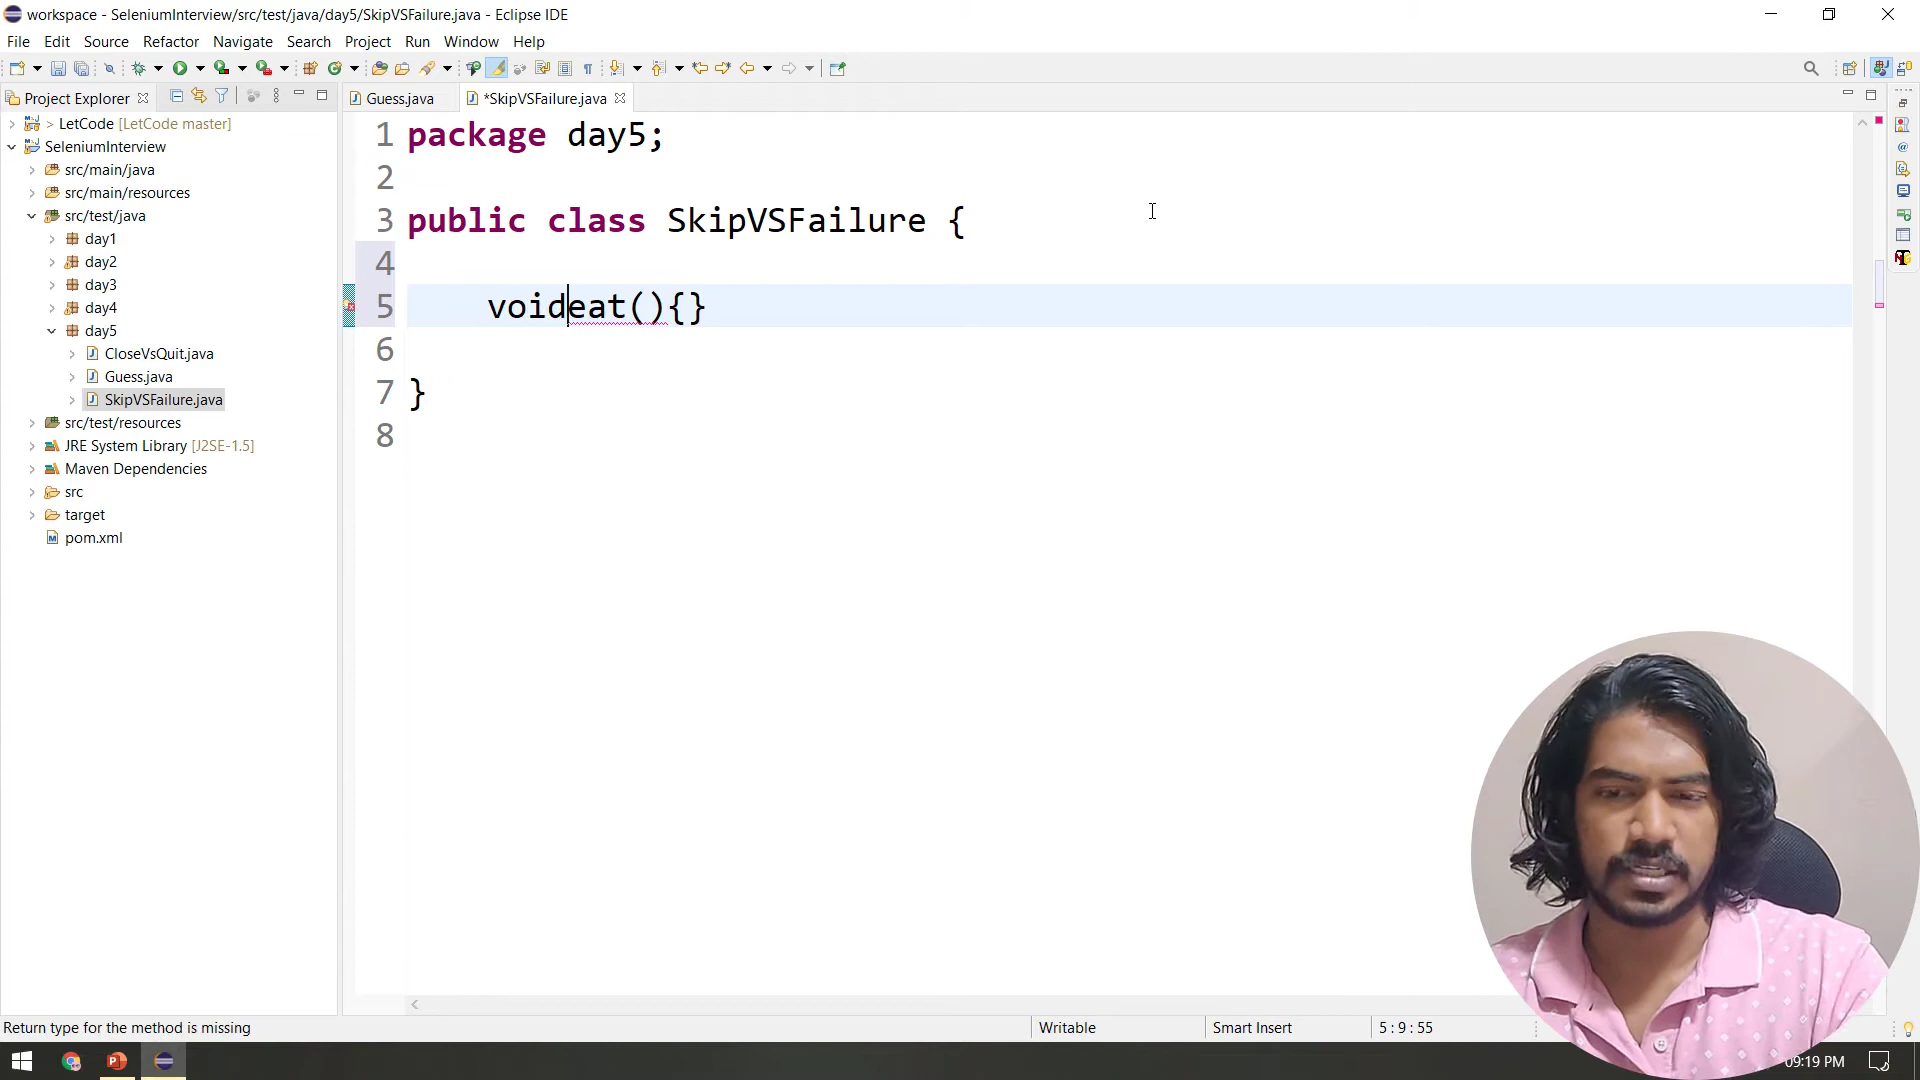 workspace - SeleniumInterview/src/test/java/day5/SkipVSFailure.java - Eclipse IDE
File Edit Source Refactor Navigate Search Project Run Window Help
Project Explorer
Guess.java
*SkipVSFailure.java
> LetCode [LetCode master]
SeleniumInterview
src/main/java
src/main/resources
src/test/java
day1
day2
day3
day4
day5
CloseVsQuit.java
Guess.java
SkipVSFailure.java
src/test/resources
JRE System Library [J2SE-1.5]
Maven Dependencies
src
target
pom.xml
1 package day5;
2
3 public class SkipVSFailure {
4
5 voideat(){}
6
7 }
8
Return type for the method is missing
Writable
Smart Insert
5 : 9 : 55
09:19 PM